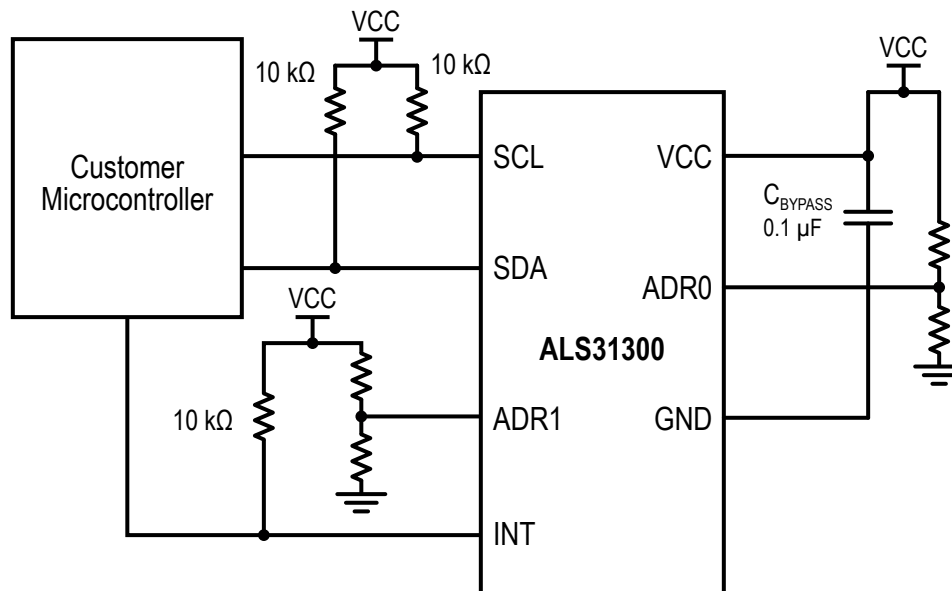 VCC
10 kΩ
10 kΩ
VCC
Customer
Microcontroller
SCL
VCC
C BYPASS
0.1 µF
SDA
ADR0
VCC
ALS31300
10 kΩ
ADR1
GND
INT